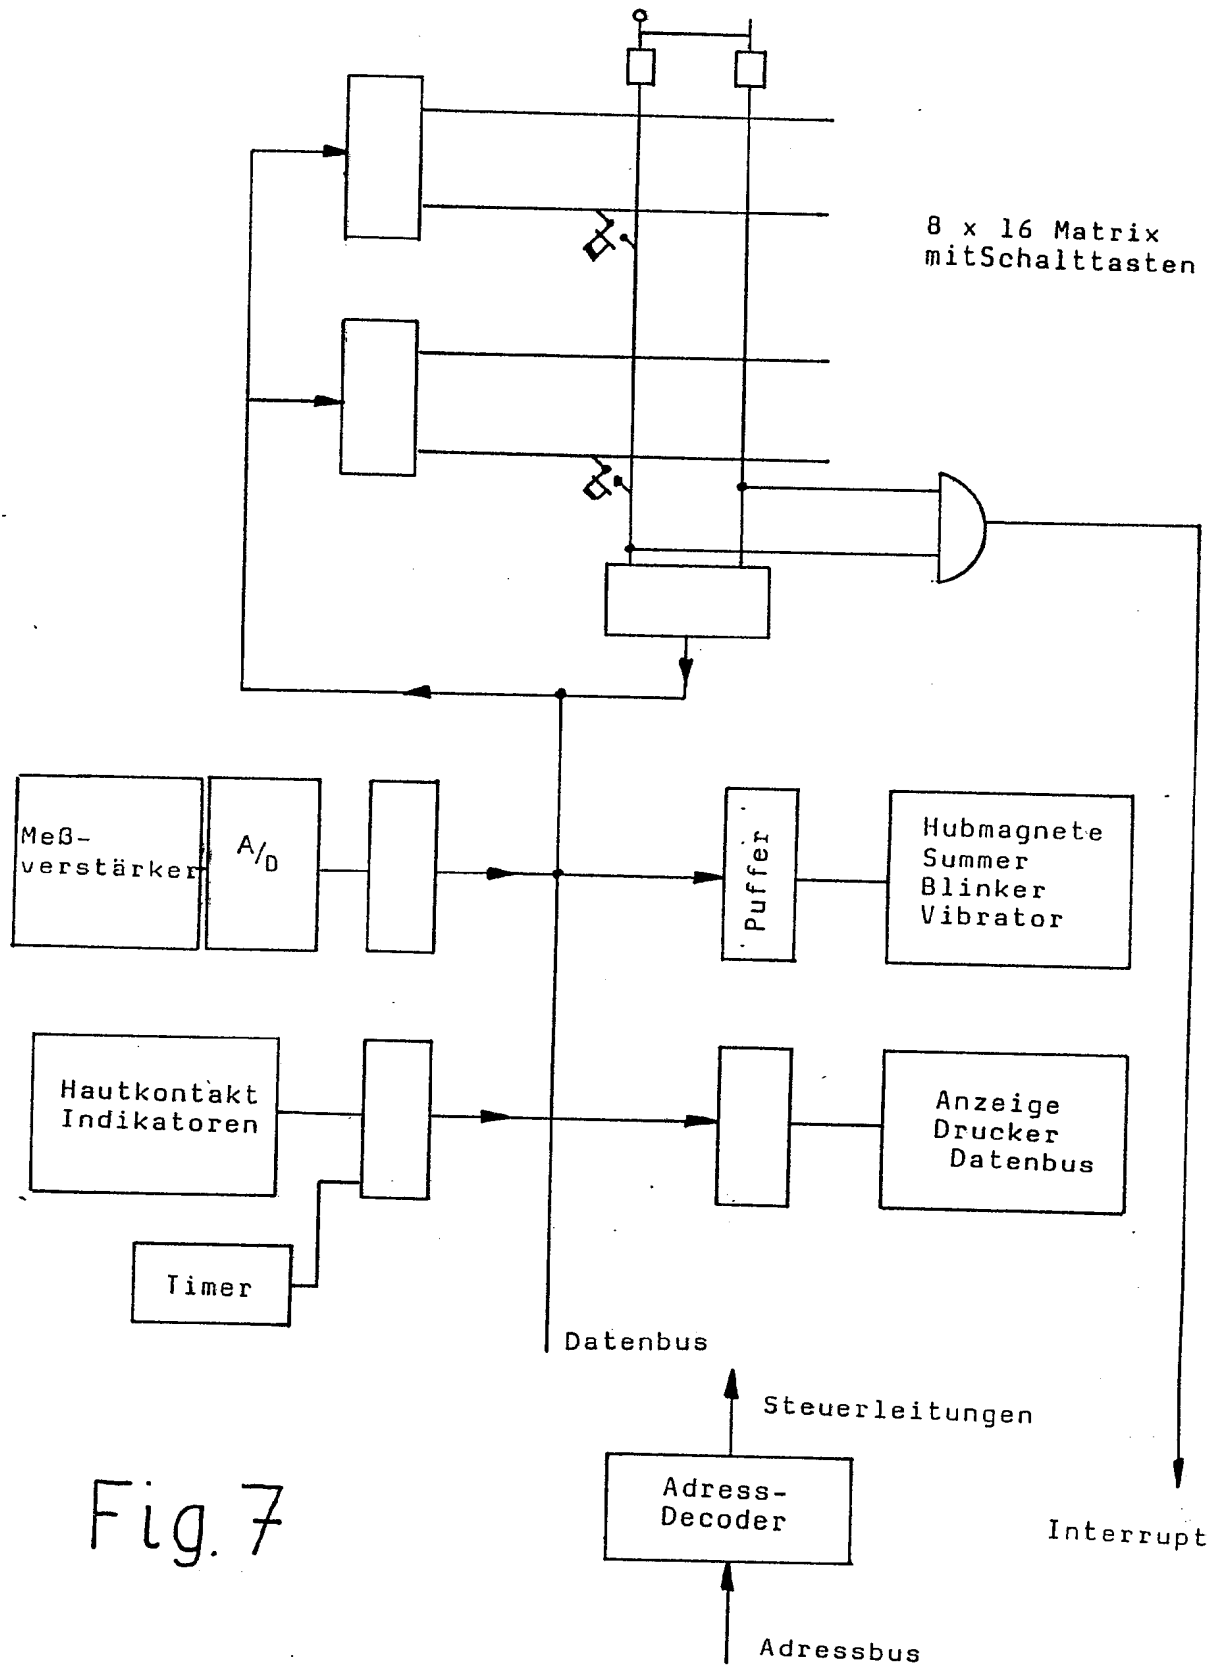 8 x 16 Matrix
mitSchalttasten
Meß-
verstärker
A/D
Puffer
Hubmagnete
Summer
Blinker
Vibrator
Hautkontakt
Indikatoren
Anzeige
Drucker
Datenbus
Timer
Datenbus
Steuerleitungen
Adress-
Decoder
Interrupt
Adressbus
Fig. 7